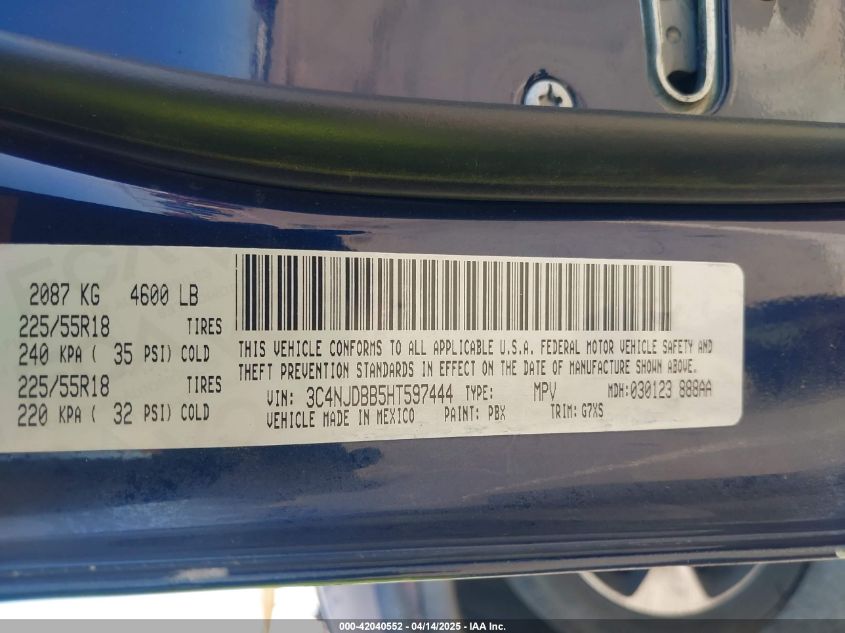 2087 KG 4600 LB
225/55R18 TIRES
240 KPA ( 35 PSI) COLD
225/55R18 TIRES
220 KPA ( 32 PSI) COLD
THIS VEHICLE CONFORMS TO ALL APPLICABLE U.S.A. FEDERAL MOTOR VEHICLE SAFETY AND
THEFT PREVENTION STANDARDS IN EFFECT ON THE DATE OF MANUFACTURE SHOWN ABOVE.
VIN: 3C4NJDBB5HT597444 TYPE: MPV MDH:030123 888AA
VEHICLE MADE IN MEXICO PAINT: PBX TRIM: G7XS
000-42040552 - 04/14/2025 - IAA Inc.